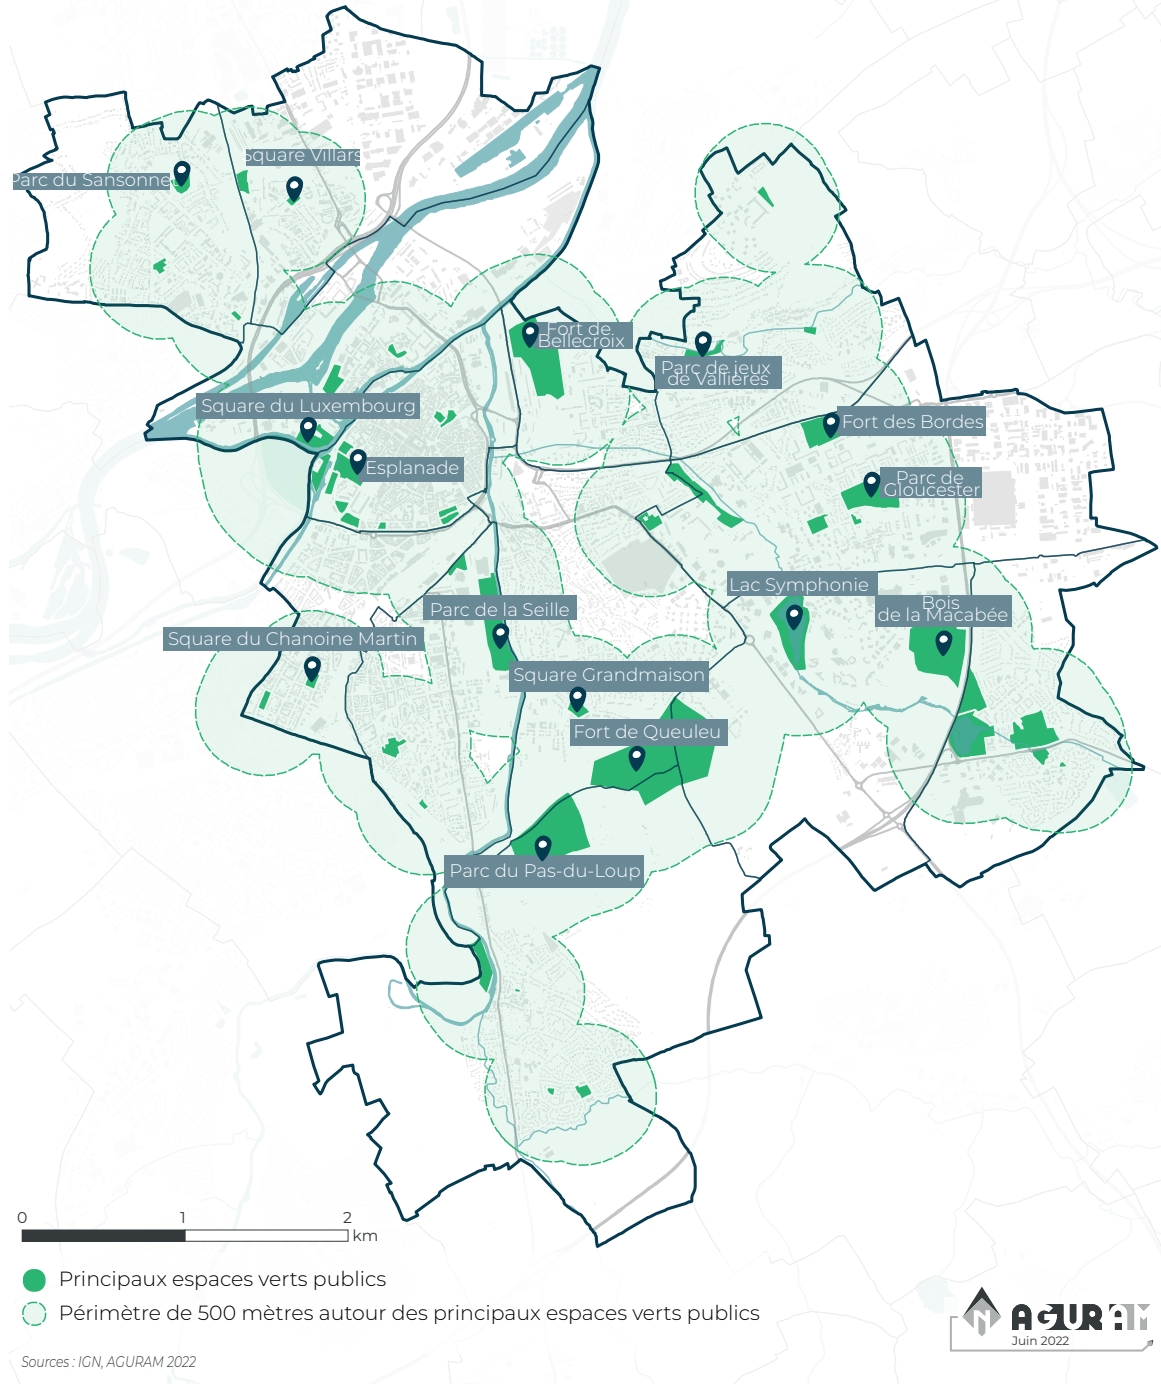 Square Villars
Parc du Sansonne
Fort de
Bellecroix
Parc de jeux
de Vallières
Square du Luxembourg
Fort des Bordes
Esplanade
Parc de
Gloucester
Lac Symphonie
Bois
de la Macabée
Parc de la Seille
Square du Chanoine Martin
Square Grandmaison
Fort de Queuleu
Parc du Pas-du-Loup
0 1 2
km
Principaux espaces verts publics
Périmètre de 500 mètres autour des principaux espaces verts publics
N
AGURAM
Juin 2022
Sources : IGN, AGURAM 2022